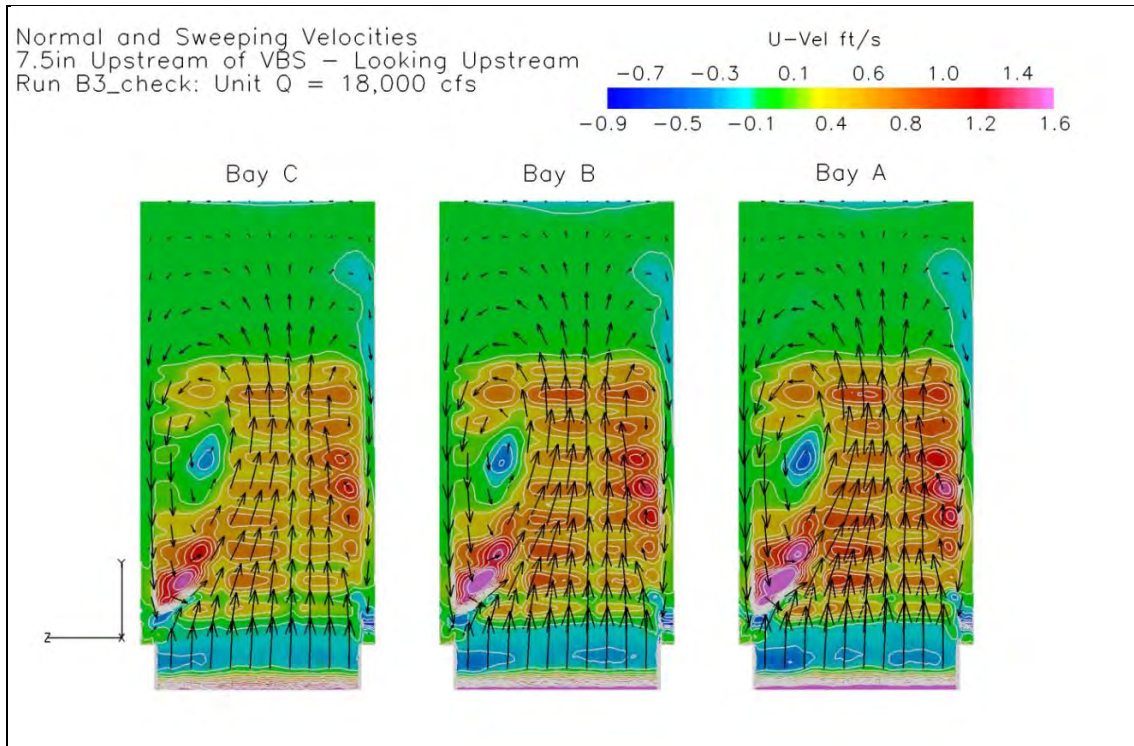 Normal and Sweeping Velocities
7.5in Upstream of VBS – Looking Upstream
Run B3_check: Unit Q = 18,000 cfs
U-Vel ft/s
-0.7 -0.3 0.1 0.6 1.0 1.4
-0.9 -0.5 -0.1 0.4 0.8 1.2 1.6
Bay C Bay B Bay A
Y
Z X